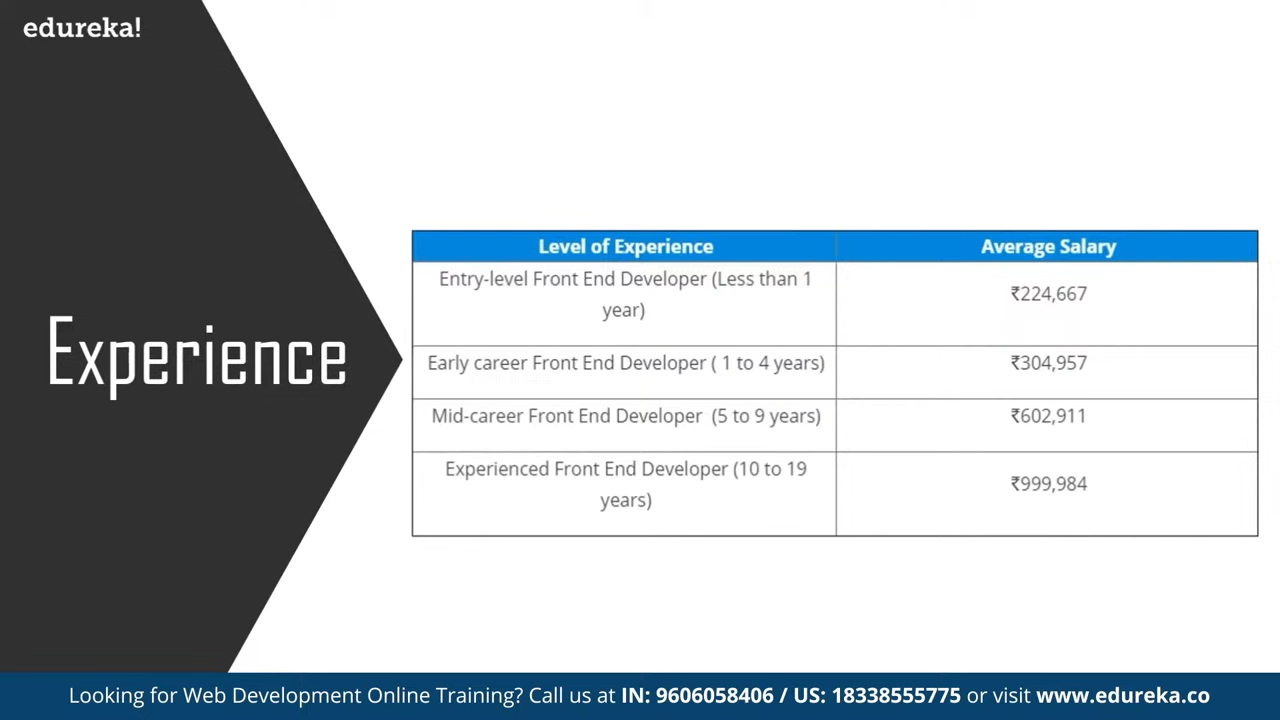 edureka!
Experience
Level of Experience Average Salary
Entry-level Front End Developer (Less than 1
year) ₹224,667
Early career Front End Developer ( 1 to 4 years) ₹304,957
Mid-career Front End Developer (5 to 9 years) ₹602,911
Experienced Front End Developer (10 to 19
years) ₹999,984
Looking for Web Development Online Training? Call us at IN: 9606058406 / US: 18338555775 or visit www.edureka.co